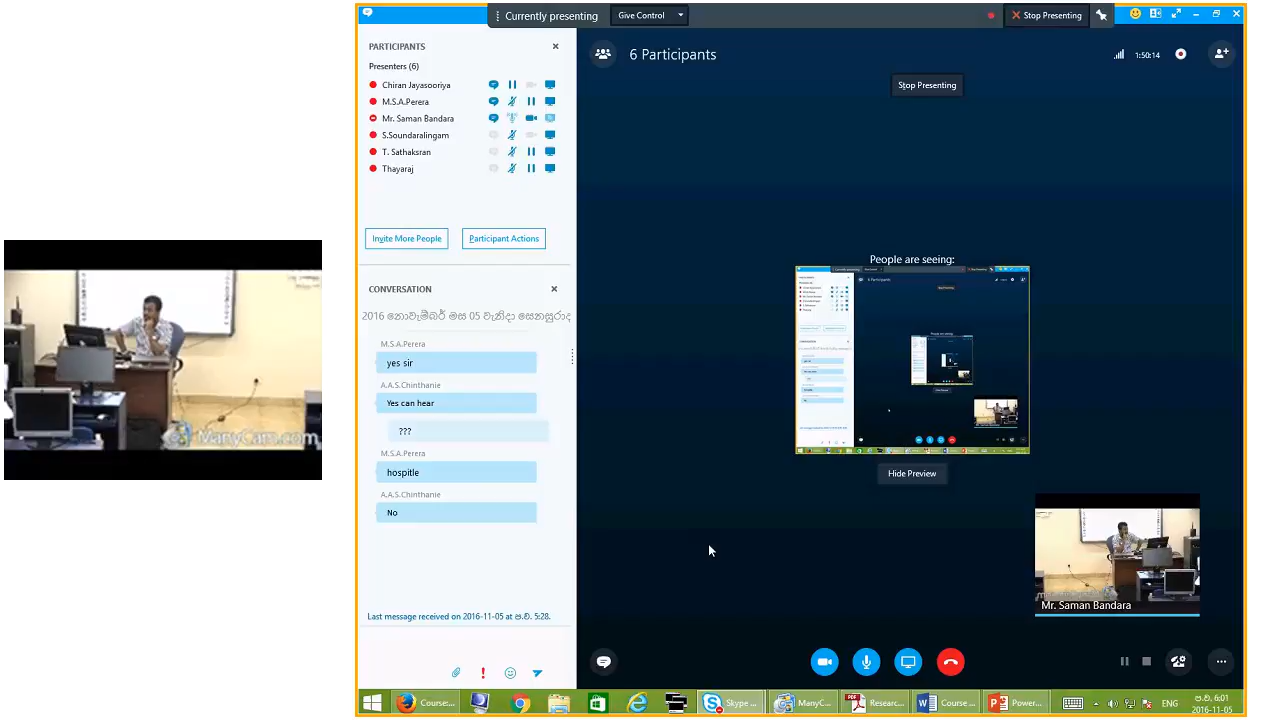 Currently presenting
Give Control
Stop Presenting
PARTICIPANTS
Presenters (6)
Chiran Jayasooriya
M.S.A.Perera
Mr. Saman Bandara
S.Soundaralingam
T. Sathaksran
Thayaraj
Invite More People
Participant Actions
CONVERSATION
2016 නොවැම්බර් මස 05 වැනිදා සෙනසුරාද
M.S.A.Perera
yes sir
A.A.S.Chinthanie
Yes can hear
???
M.S.A.Perera
hospitle
A.A.S.Chinthanie
No
Last message received on 2016-11-05 at ප.ව. 5:28.
6 Participants
1:50:14
Stop Presenting
People are seeing:
Hide Preview
Mr. Saman Bandara
ManyCam.com
Course:...
Skype ...
ManyC...
Researc...
Course ...
Power...
ENG
ප.ව. 6:01
2016-11-05